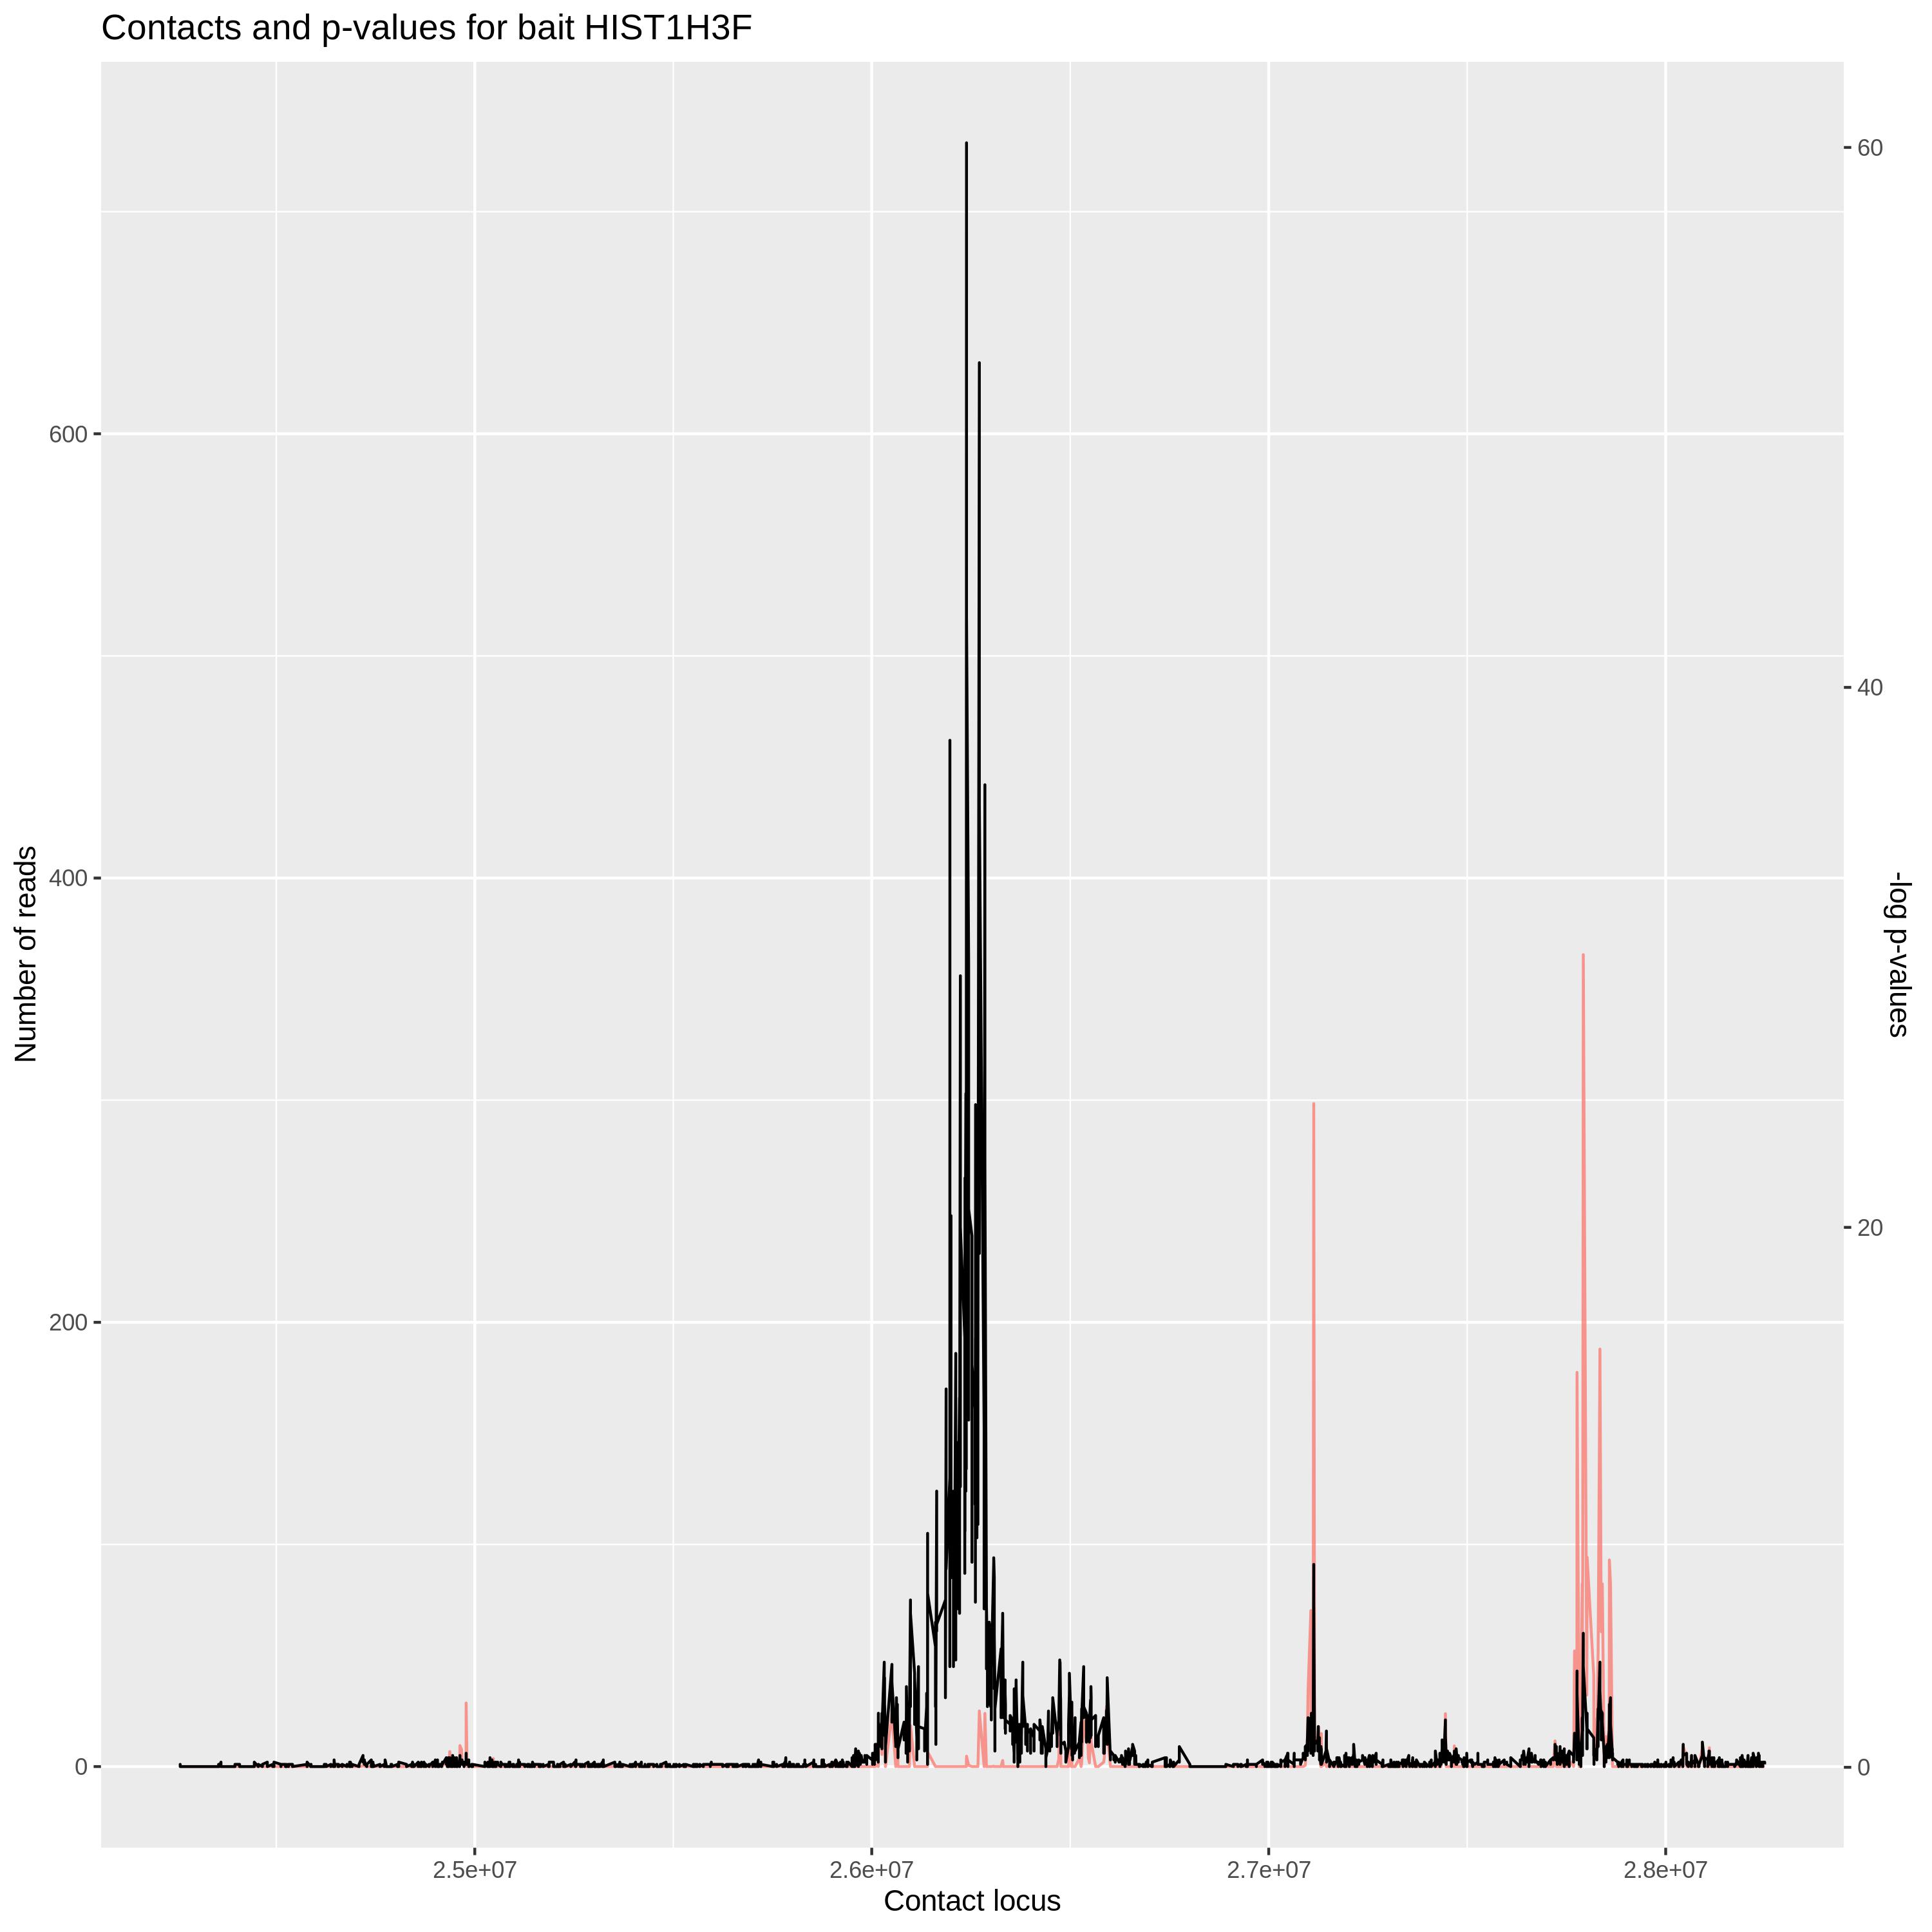 Contacts and p-values for bait HIST1H3F
Number of reads
600
400
200
0
60
40
20
0
-log p-values
2.5e+07
2.6e+07
2.7e+07
2.8e+07
Contact locus